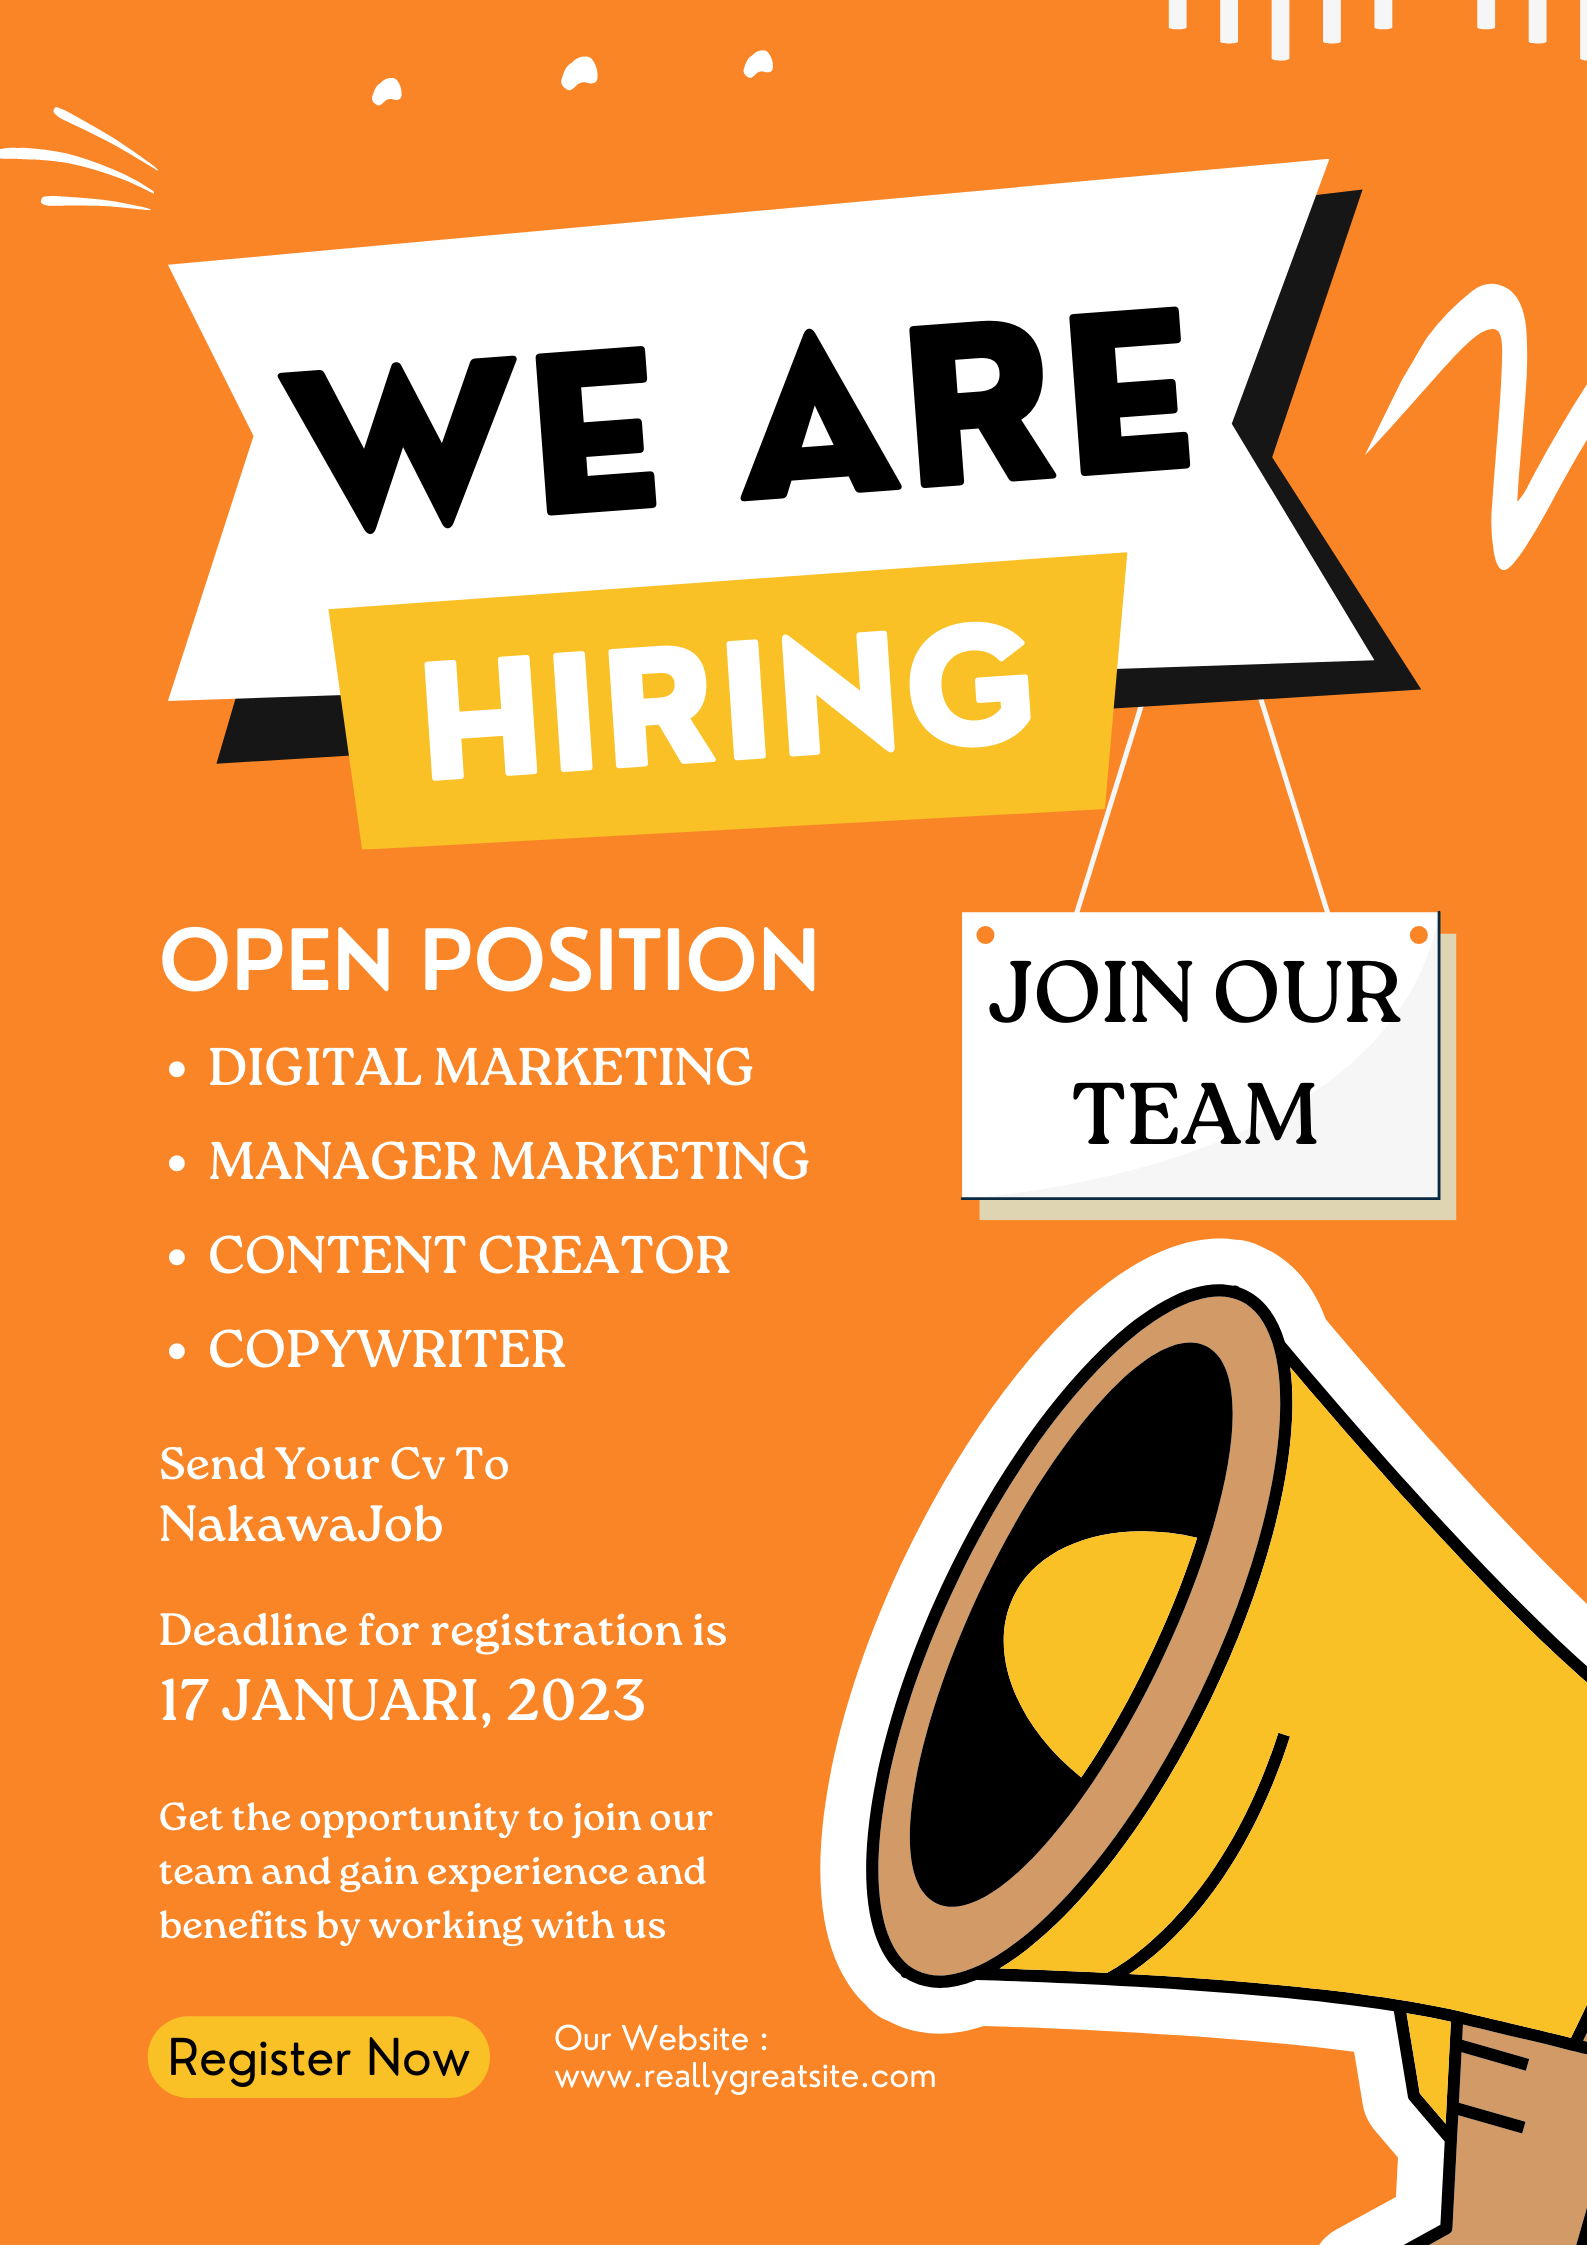 WE ARE
HIRING
OPEN POSITION
• DIGITAL MARKETING
• MANAGER MARKETING
• CONTENT CREATOR
• COPYWRITER
JOIN OUR
TEAM
Send Your Cv To
NakawaJob
Deadline for registration is
17 JANUARI, 2023
Get the opportunity to join our
team and gain experience and
benefits by working with us
Register Now
Our Website :
www.reallygreatsite.com